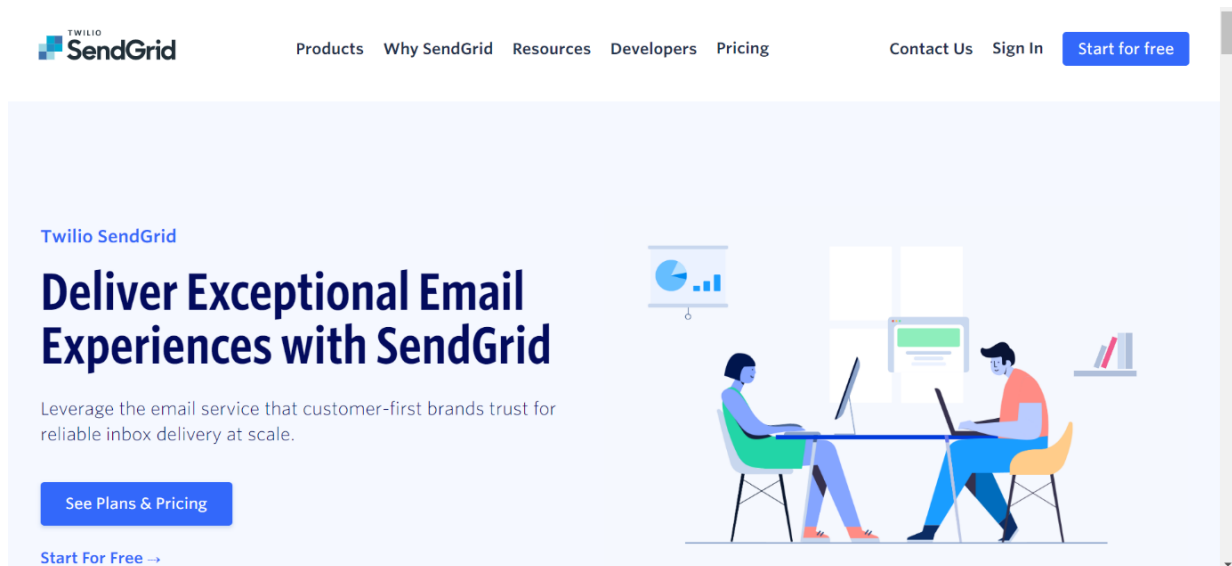 TWILIO
SendGrid
Products Why SendGrid Resources Developers Pricing
Contact Us Sign In Start for free
Twilio SendGrid
Deliver Exceptional Email
Experiences with SendGrid
Leverage the email service that customer-first brands trust for
reliable inbox delivery at scale.
See Plans & Pricing
Start For Free →